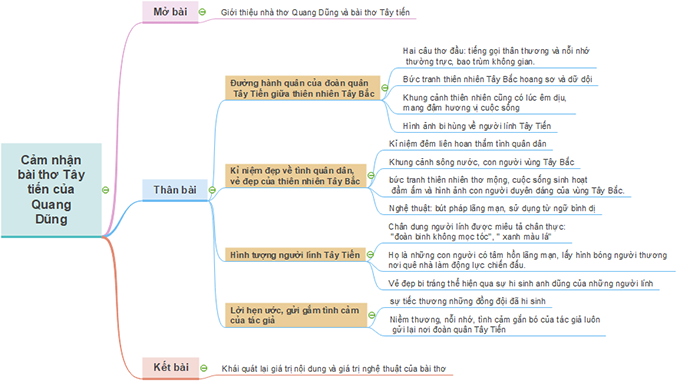 Mở bài
Giới thiệu nhà thơ Quang Dũng và bài thơ Tây tiến
Cảm nhận
bài thơ Tây
tiến của
Quang
Dũng
Thân bài
Đường hành quân của đoàn quân
Tây Tiến giữa thiên nhiên Tây Bắc
Hai câu thơ đầu: tiếng gọi thân thương và nỗi nhớ
thường trực, bao trùm không gian.
Bức tranh thiên nhiên Tây Bắc hoang sơ và dữ dội
Khung cảnh thiên nhiên cũng có lúc êm dịu,
mang đậm hương vị cuộc sống
Hình ảnh bi hùng về người lính Tây Tiến
Kỉ niệm đẹp về tình quân dân,
vẻ đẹp của thiên nhiên Tây Bắc
Kỉ niệm đêm liên hoan thắm tình quân dân
Khung cảnh sông nước, con người vùng Tây Bắc
bức tranh thiên nhiên thơ mộng, cuộc sống sinh hoạt
đầm ấm và hình ảnh con người duyên dáng của vùng Tây Bắc.
Nghệ thuật: bút pháp lãng mạn, sử dụng từ ngữ bình dị
Hình tượng người lính Tây Tiến
Chân dung người lính được miêu tả chân thực:
"đoàn binh không mọc tóc", " xanh màu lá"
Họ là những con người có tâm hồn lãng mạn, lấy hình bóng người thương
nơi quê nhà làm động lực chiến đấu.
Vẻ đẹp bi tráng thể hiện qua sự hi sinh anh dũng của những người lính
Lời hẹn ước, gửi gắm tình cảm
của tác giả
sự tiếc thương những đồng đội đã hi sinh
Niềm thương, nỗi nhớ, tình cảm gắn bó của tác giả luôn
gửi lại nơi đoàn quân Tây Tiến
Kết bài
Khái quát lại giá trị nội dung và giá trị nghệ thuật của bài thơ